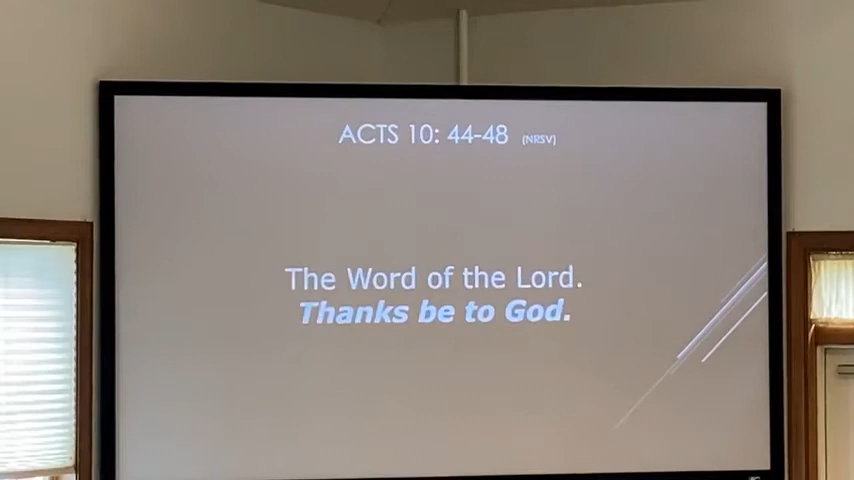 ACTS 10: 44-48 (NRSV)
The Word of the Lord.
Thanks be to God.